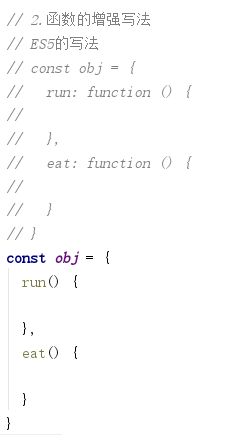 // 2.函数的增强写法
// ES5的写法
// const obj = {
//   run: function () {
//
//   },
//   eat: function () {
//
//   }
// }
const obj = {
  run() {

  },
  eat() {

  }
}